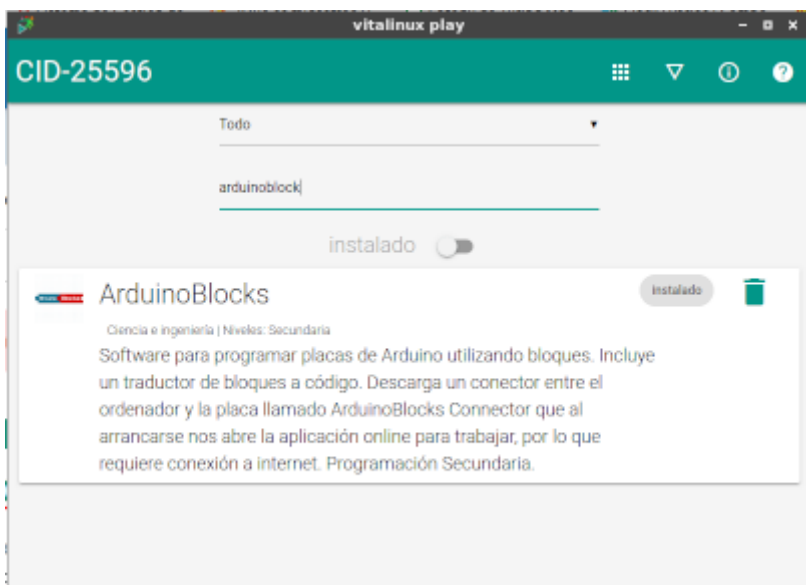 vitalinux play
CID-25596
Todo
arduinoblock
instalado
ArduinoBlocks
instalado
Ciencia e ingeniería | Niveles: Secundaria
Software para programar placas de Arduino utilizando bloques. Incluye
un traductor de bloques a código. Descarga un conector entre el
ordenador y la placa llamado ArduinoBlocks Connector que al
arrancarse nos abre la aplicación online para trabajar, por lo que
requiere conexión a internet. Programación Secundaria.